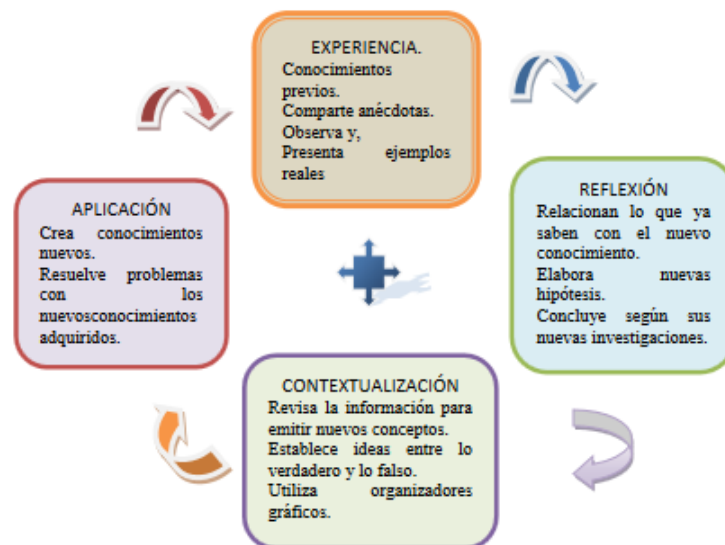 EXPERIENCIA.
Conocimientos
previos.
Comparte anécdotas.
Observa y,
Presenta ejemplos
reales
REFLEXIÓN
Relacionan lo que ya
saben con el nuevo
conocimiento.
Elabora nuevas
hipótesis.
Concluye según sus
nuevas investigaciones.
CONTEXTUALIZACIÓN
Revisa la información para
emitir nuevos conceptos.
Establece ideas entre lo
verdadero y lo falso.
Utiliza organizadores
gráficos.
APLICACIÓN
Crea conocimientos
nuevos.
Resuelve problemas
con los
nuevosconocimientos
adquiridos.